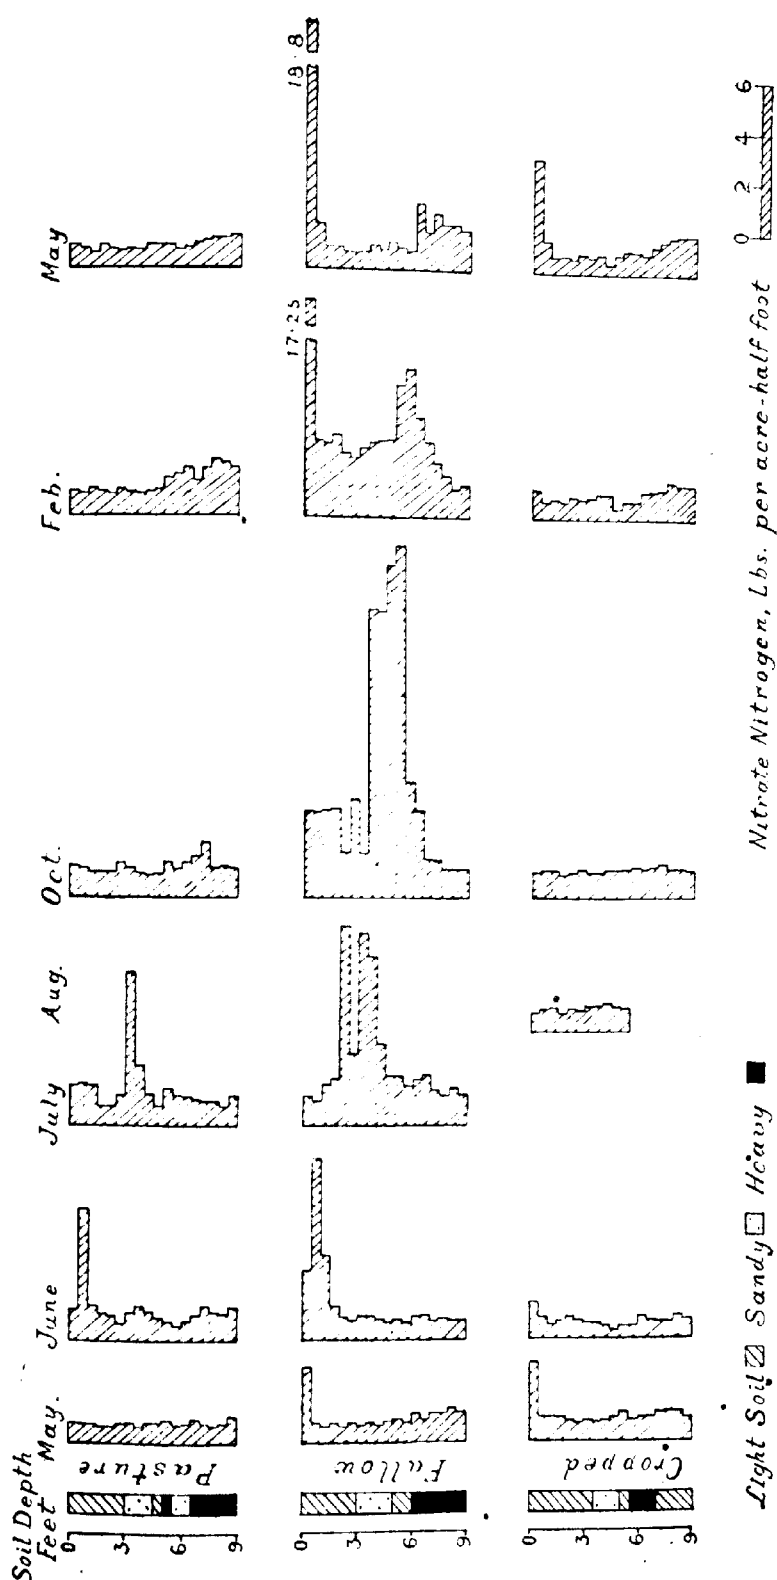 Soil Depth
Feet
May.
June
July
Aug.
Oct.
Feb.
May
0
3
6
9
Pasture
0
3
6
9
Fallow
17·25
18·8
0
3
6
9
Cropped
Light Soil Sandy Heavy
Nitrate Nitrogen, Lbs. per acre-half foot
0 2 4 6